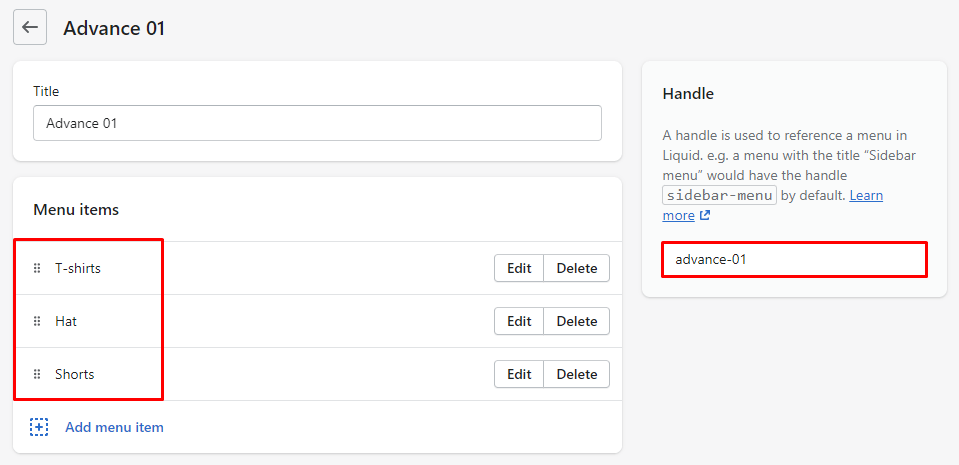 Advance 01
Title
Advance 01
Menu items
T-shirts Edit Delete
Hat Edit Delete
Shorts Edit Delete
Add menu item
Handle
A handle is used to reference a menu in
Liquid. e.g. a menu with the title “Sidebar
menu” would have the handle
sidebar-menu by default. Learn
more
advance-01